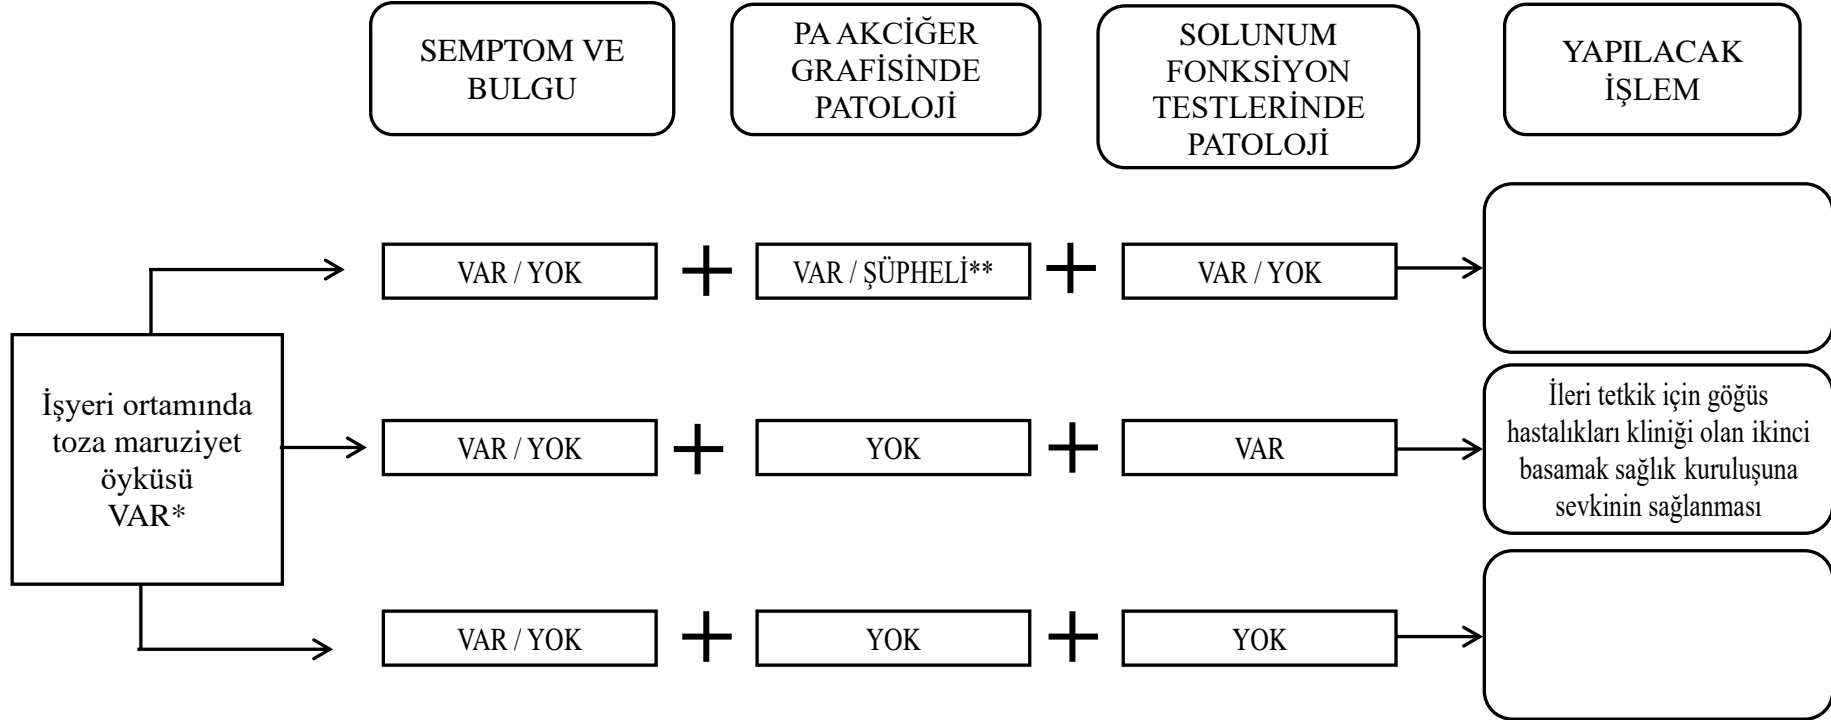 SEMPTOM VE
BULGU
PA AKCİĞER
GRAFİSİNDE
PATOLOJİ
SOLUNUM
FONKSİYON
TESTLERİNDE
PATOLOJİ
YAPILACAK
İŞLEM
VAR / YOK
+
VAR / ŞÜPHELİ**
+
VAR / YOK
İşyeri ortamında
toza maruziyet
öyküsü
VAR*
VAR / YOK
+
YOK
+
VAR
İleri tetkik için göğüs
hastalıkları kliniği olan ikinci
basamak sağlık kuruluşuna
sevkinin sağlanması
VAR / YOK
+
YOK
+
YOK